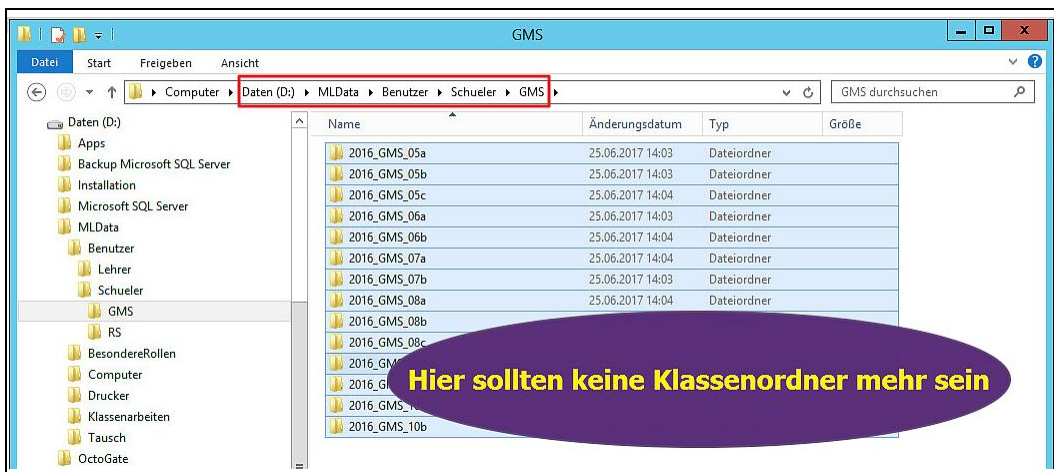 GMS
Datei Start Freigeben Ansicht
Computer Daten (D:) MLData Benutzer Schueler GMS GMS durchsuchen
Daten (D:)
Apps
Backup Microsoft SQL Server
Installation
Microsoft SQL Server
MLData
Benutzer
Lehrer
Schueler
GMS
RS
BesondereRollen
Computer
Drucker
Klassenarbeiten
Tausch
OctoGate
Name Änderungsdatum Typ Größe
2016_GMS_05a 25.06.2017 14:03 Dateiordner
2016_GMS_05b 25.06.2017 14:03 Dateiordner
2016_GMS_05c 25.06.2017 14:04 Dateiordner
2016_GMS_06a 25.06.2017 14:03 Dateiordner
2016_GMS_06b 25.06.2017 14:04 Dateiordner
2016_GMS_07a 25.06.2017 14:04 Dateiordner
2016_GMS_07b 25.06.2017 14:03 Dateiordner
2016_GMS_08a 25.06.2017 14:04 Dateiordner
2016_GMS_08b
2016_GMS_08c
2016_GMS_10b
Hier sollten keine Klassenordner mehr sein